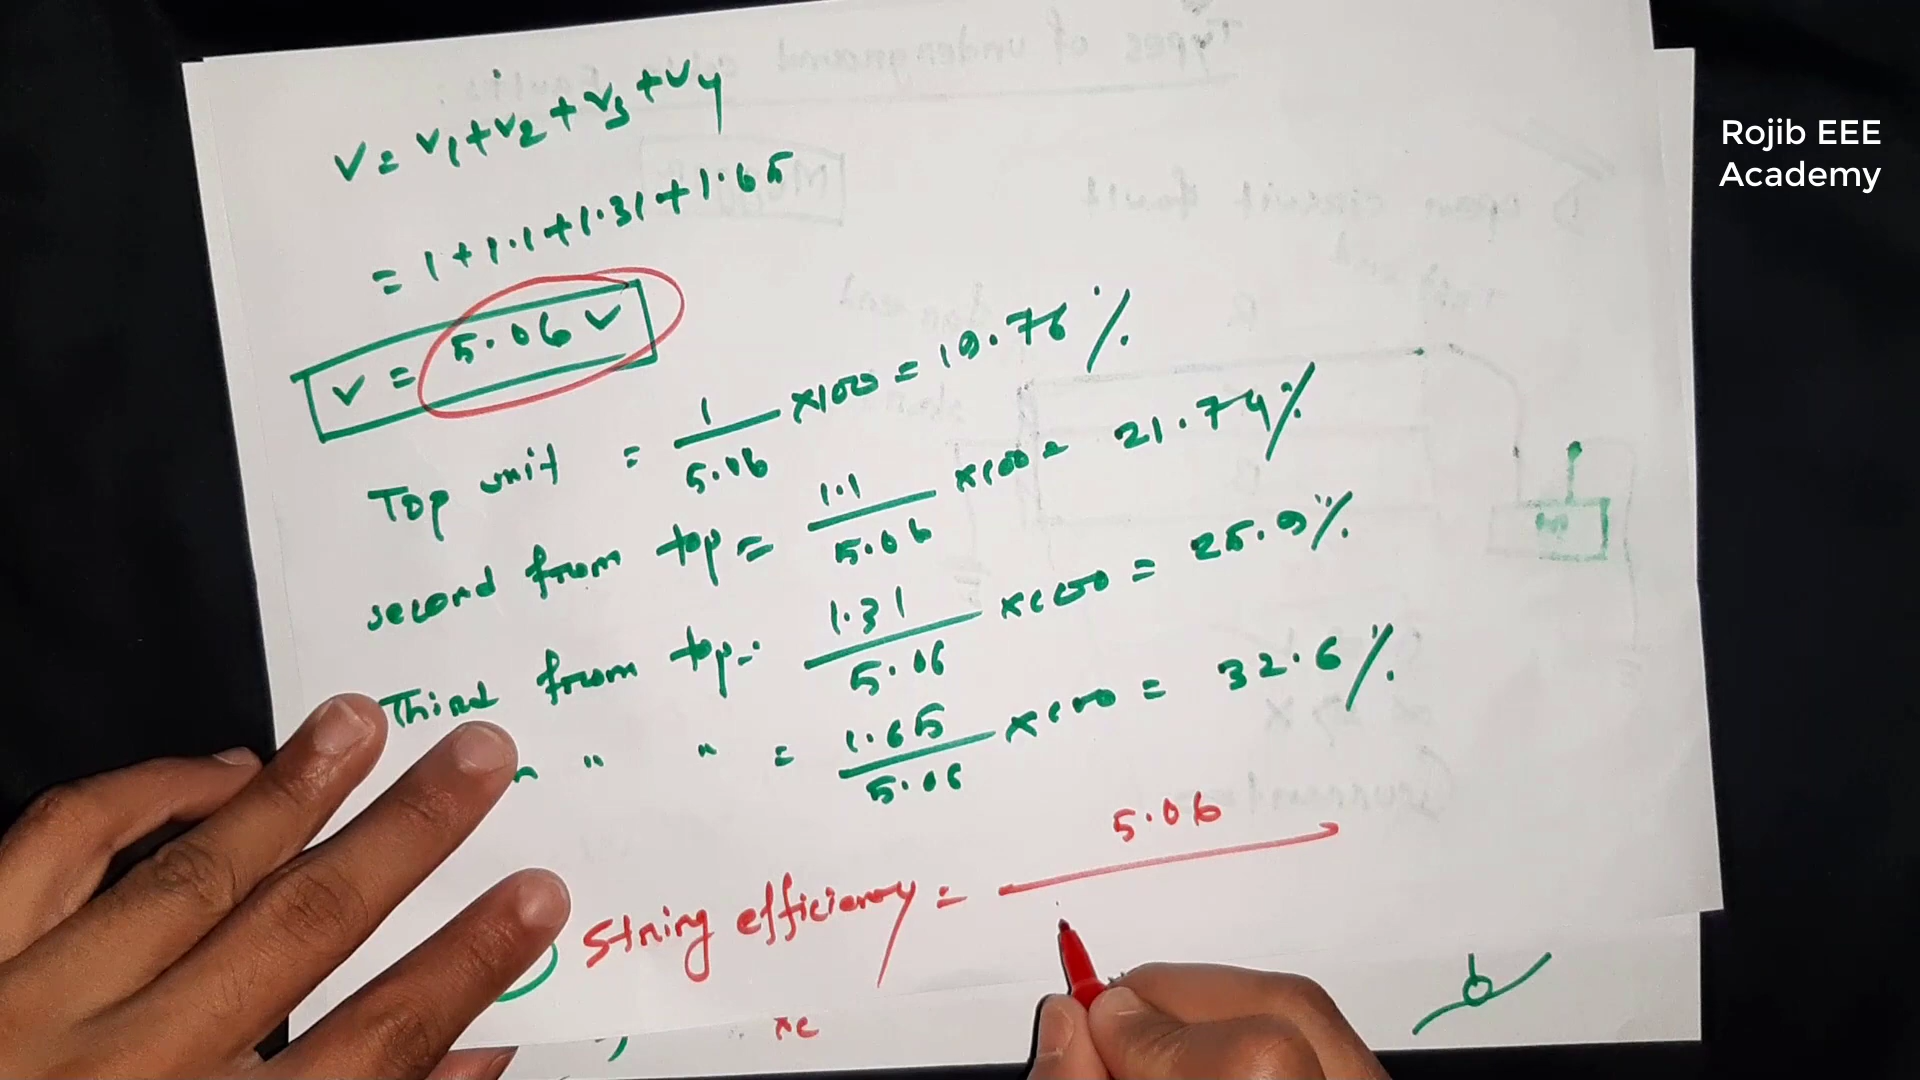 Rojib EEE
Academy
V = V1 + V2 + V3 + V4
= 1 + 1.1 + 1.31 + 1.65
V = 5.06 V
Top unit = 1/5.06 ×100 = 19.76 %
second from top = 1.1/5.06 ×100 = 21.74 %
Third from top = 1.31/5.06 ×100 = 25.9 %
" " = 1.65/5.06 ×100 = 32.6 %
String efficiency = 5.06